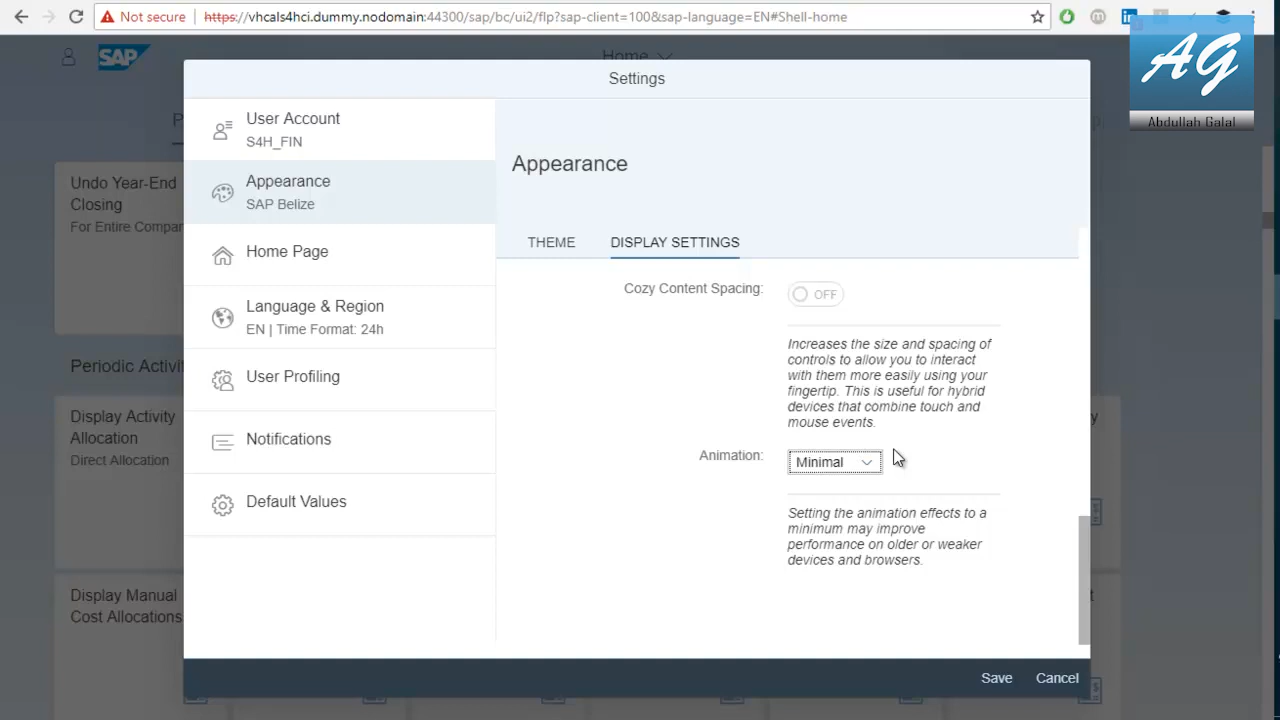 Not secure
https://vhcals4hci.dummy.nodomain:44300/sap/bc/ui2/flp?sap-client=100&sap-language=EN#Shell-home
SAP
Home
AG
Abdullah Galal
Settings
User Account
S4H_FIN
Appearance
SAP Belize
Home Page
Language & Region
EN | Time Format: 24h
User Profiling
Notifications
Default Values
Appearance
THEME
DISPLAY SETTINGS
Cozy Content Spacing:
OFF
Increases the size and spacing of
controls to allow you to interact
with them more easily using your
fingertip. This is useful for hybrid
devices that combine touch and
mouse events.
Animation:
Minimal
Setting the animation effects to a
minimum may improve
performance on older or weaker
devices and browsers.
Save
Cancel
Undo Year-End
Closing
For Entire Compan
Periodic Activit
Display Activity
Allocation
Direct Allocation
Display Manual
Cost Allocations